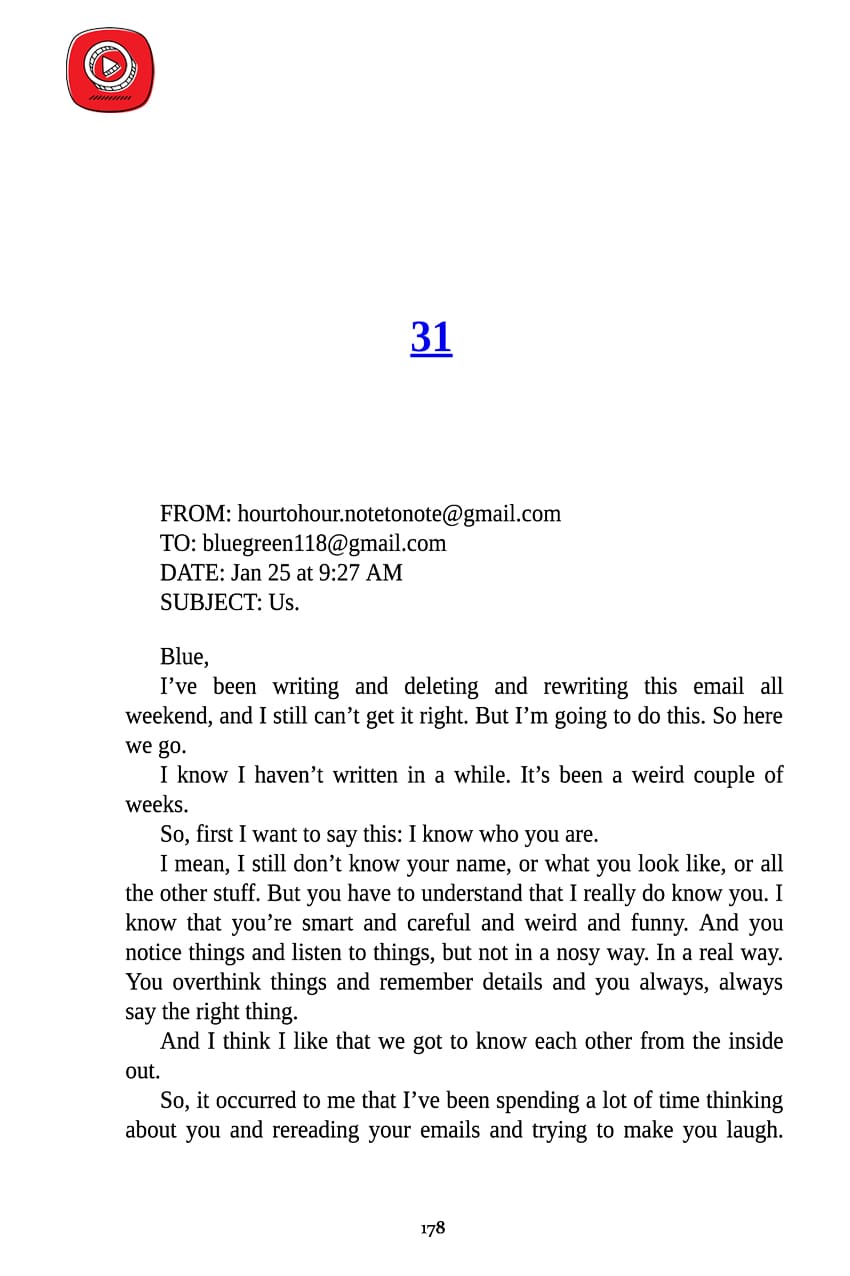 31
FROM: hourtohour.notetonote@gmail.com
TO: bluegreen118@gmail.com
DATE: Jan 25 at 9:27 AM
SUBJECT: Us.
Blue,
I’ve been writing and deleting and rewriting this email all
weekend, and I still can’t get it right. But I’m going to do this. So here
we go.
I know I haven’t written in a while. It’s been a weird couple of
weeks.
So, first I want to say this: I know who you are.
I mean, I still don’t know your name, or what you look like, or all
the other stuff. But you have to understand that I really do know you. I
know that you’re smart and careful and weird and funny. And you
notice things and listen to things, but not in a nosy way. In a real way.
You overthink things and remember details and you always, always
say the right thing.
And I think I like that we got to know each other from the inside
out.
So, it occurred to me that I’ve been spending a lot of time thinking
about you and rereading your emails and trying to make you laugh.
178